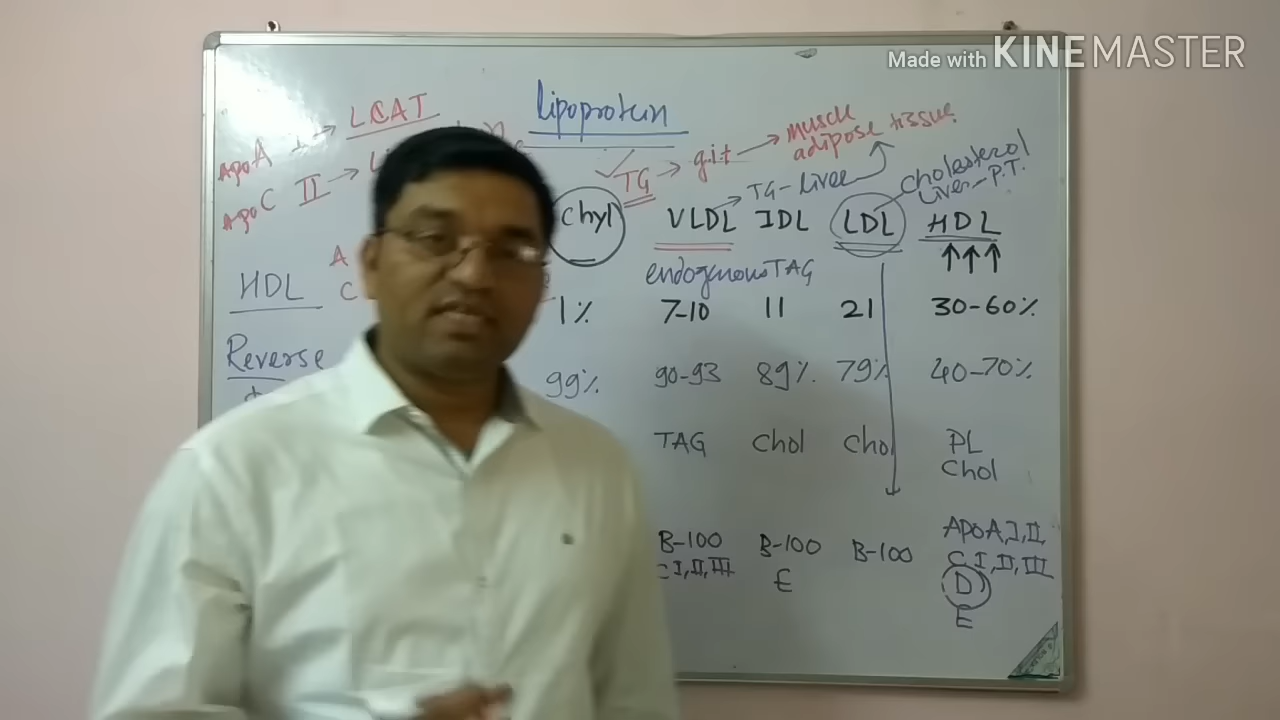 Made with KINEMASTER
lipoprotein
ApoA + → LCAT
ApoC II →
TG → g.i.t → muscle
adipose tissue
TG - Liver
cholesterol
Liver - P.T.
chyl VLDL IDL LDL HDL
endogenous TAG
HDL
A
C
1% 7-10 11 21 30-60%
Reverse
99% 90-93 89% 79% 40-70%
TAG Chol Chol PL
Chol
B-100 B-100 B-100 ApoA,I,II,
C I,II,III E C I,II,III
D
E